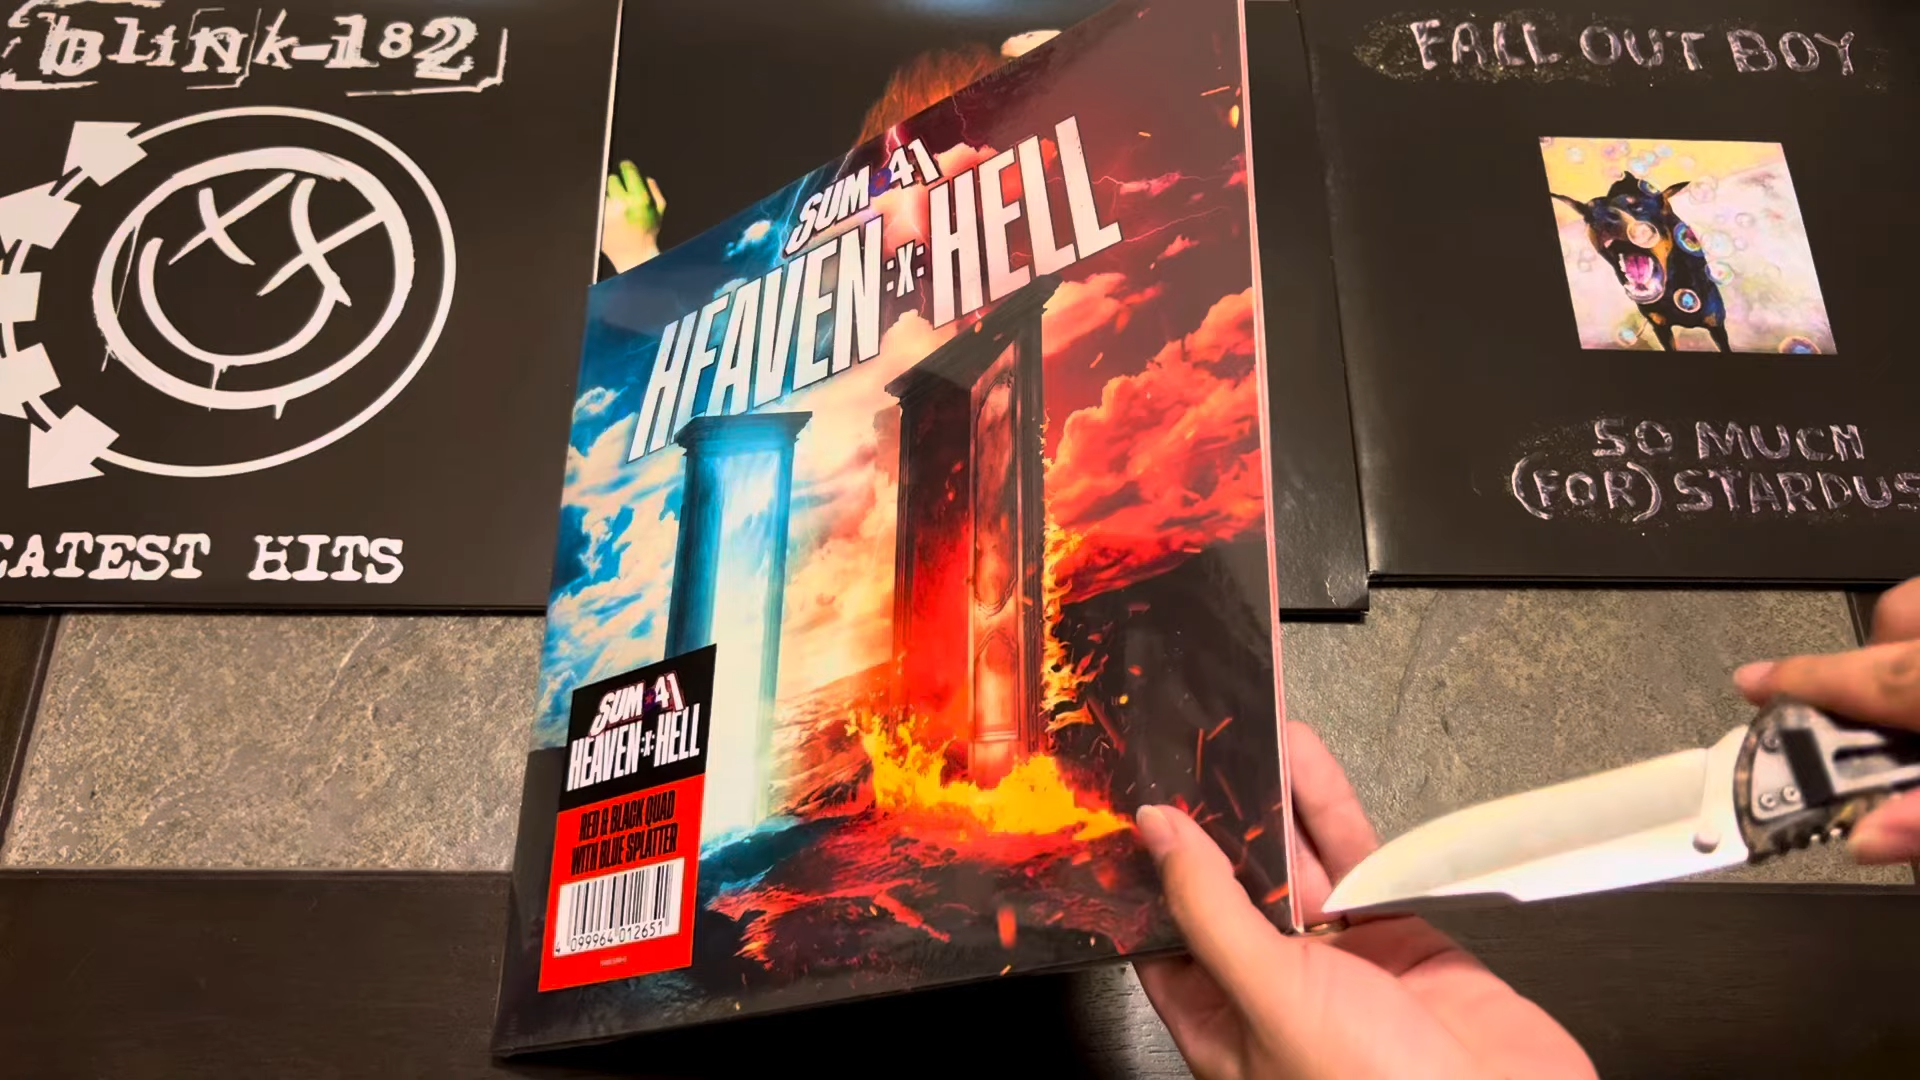 blink-182
EATEST HITS
SUM 41
HEAVEN :x: HELL
SUM 41
HEAVEN :x: HELL
RED & BLACK QUAD
WITH BLUE SPLATTER
4 099964 012651
FALL OUT BOY
SO MUCH
(FOR) STARDUS